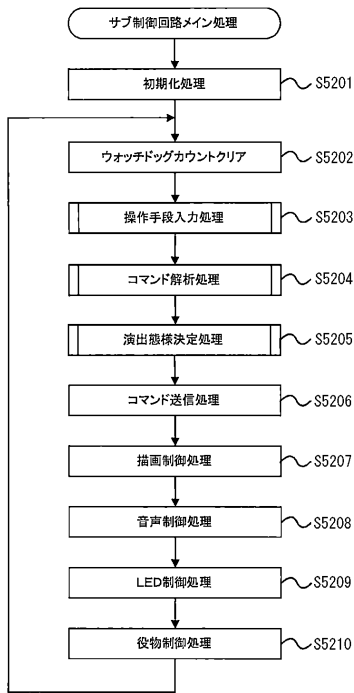 サブ制御回路メイン処理
初期化処理 S5201
ウォッチドッグカウントクリア S5202
操作手段入力処理 S5203
コマンド解析処理 S5204
演出態様決定処理 S5205
コマンド送信処理 S5206
描画制御処理 S5207
音声制御処理 S5208
LED制御処理 S5209
役物制御処理 S5210